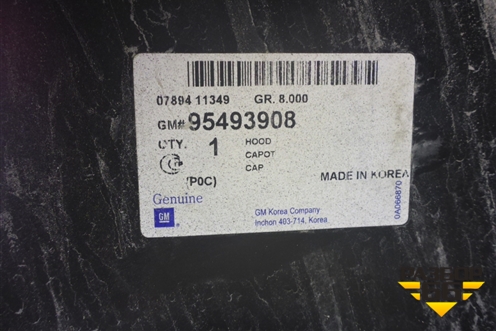 07894 11349 GR. 8.000
GM# 95493908
QTY. 1 HOOD
CAPOT
CAP
(P0C) MADE IN KOREA
Genuine
GM
GM Korea Company
Inchon 403-714, Korea
0AD66870